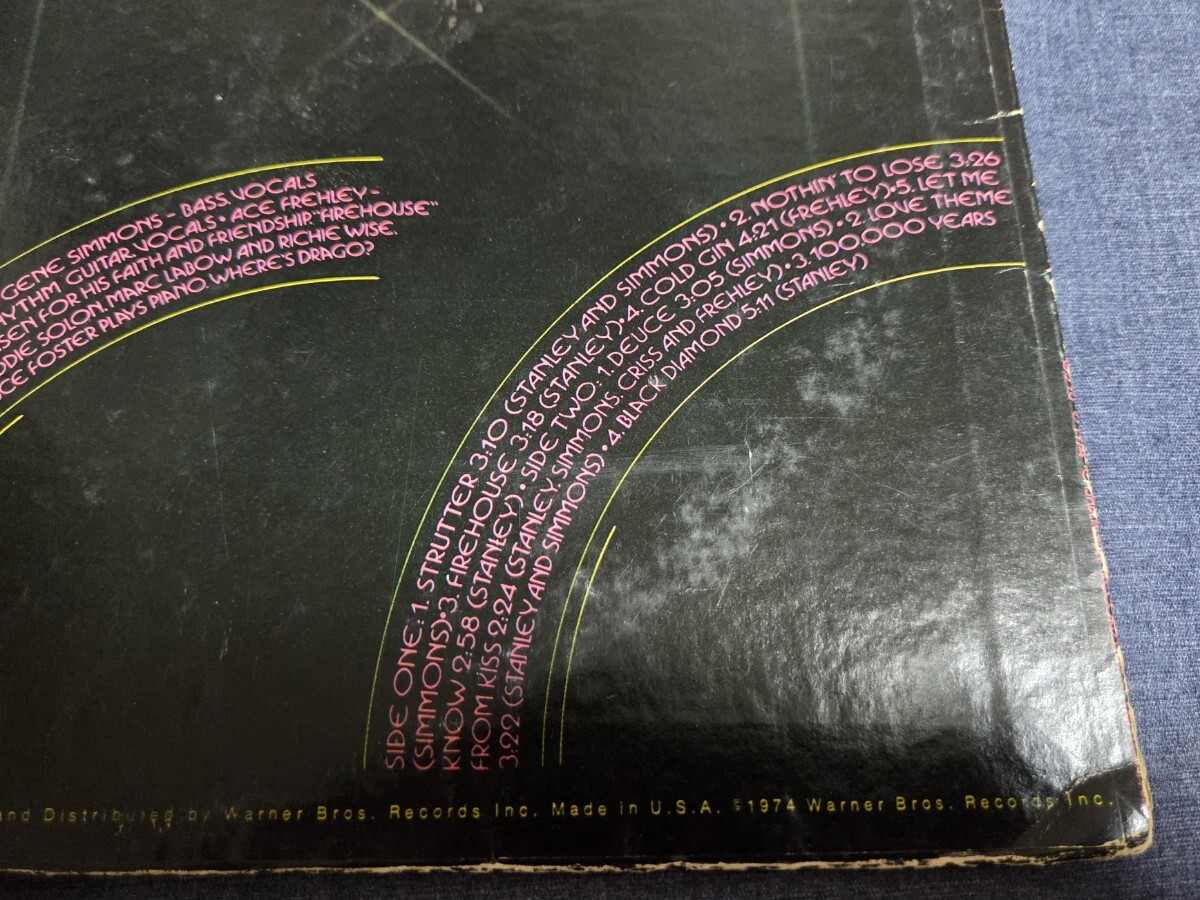 GENE SIMMONS - BASS, VOCALS
YTHM GUITAR, VOCALS • ACE FREHLEY -
SEN FOR HIS FAITH AND FRIENDSHIP. "FIREHOUSE"
DDIE SOLON, MARC LABOW AND RICHIE WISE.
CE FOSTER PLAYS PIANO. WHERE'S DRAGO?
SIDE ONE: 1. STRUTTER 3:10 (STANLEY AND SIMMONS) • 2. NOTHIN' TO LOSE 3:26
(SIMMONS) • 3. FIREHOUSE 3:18 (STANLEY) • 4. COLD GIN 4:21 (FREHLEY) • 5. LET ME
KNOW 2:58 (STANLEY) • SIDE TWO: 1. DEUCE 3:05 (SIMMONS) • 2. LOVE THEME
FROM KISS 2:24 (STANLEY, SIMMONS, CRISS AND FREHLEY) • 3. 100,000 YEARS
3:22 (STANLEY AND SIMMONS) • 4. BLACK DIAMOND 5:11 (STANLEY)
and Distributed by Warner Bros. Records Inc. Made in U.S.A. ℗1974 Warner Bros. Records Inc.